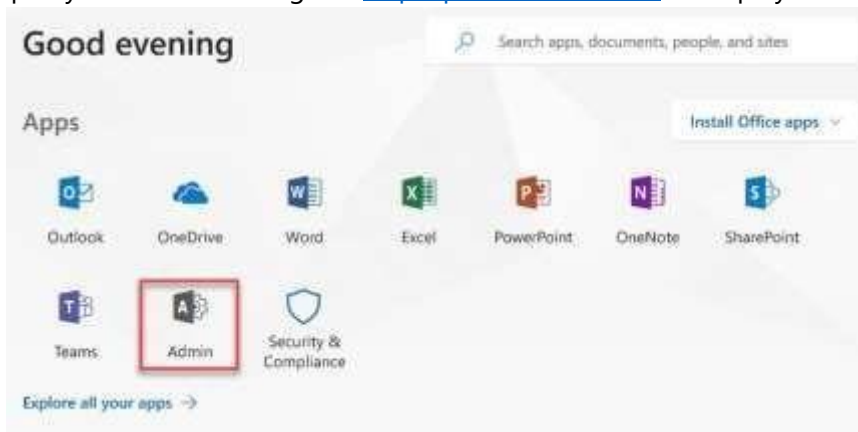 Good evening
Search apps, documents, people, and sites
Apps
Install Office apps
Outlook OneDrive Word Excel PowerPoint OneNote SharePoint
Teams Admin Security &
Compliance
Explore all your apps →